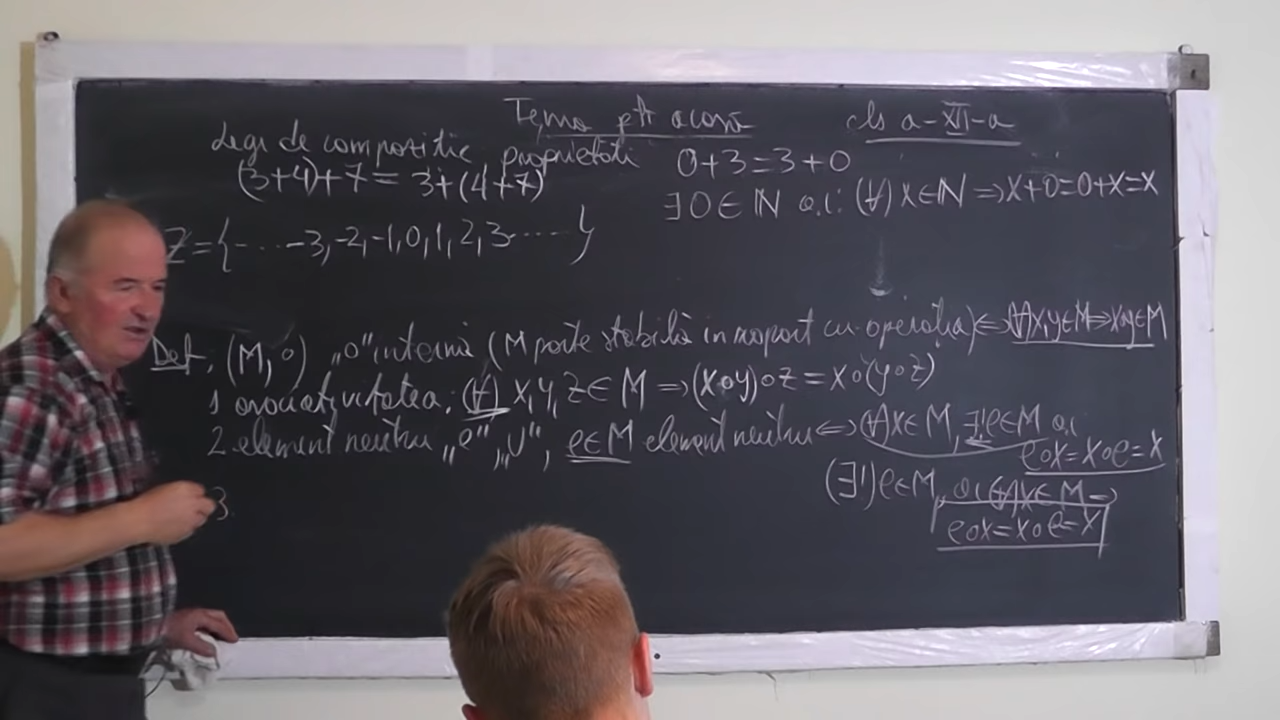 Tema ptr acasă
cls a-XII-a
Legi de compoziție proprietăți
(3+4)+7 = 3+(4+7)
0+3=3+0
∃ 0 ∈ ℕ a.î: (∀) x∈ℕ ⇒ x+0=0+x=x
Z={-...-3,-2,-1,0,1,2,3......}
Def: (M,∘) „∘" internă (M parte stabilă in raport cu operația) ⇔ (∀)x,y∈M ⇒ x∘y∈M
1 asociativitatea: (∀) x,y,z ∈ M ⇒ (x∘y)∘z = x∘(y∘z)
2 element neutru „e", „U", e∈M element neutru ⇔ (∀)x∈M, ∃!e∈M a.i
e∘x=x∘e=x
(∃!)e∈M, a.i (∀)x∈M ⇒
e∘x=x∘e=x
3.